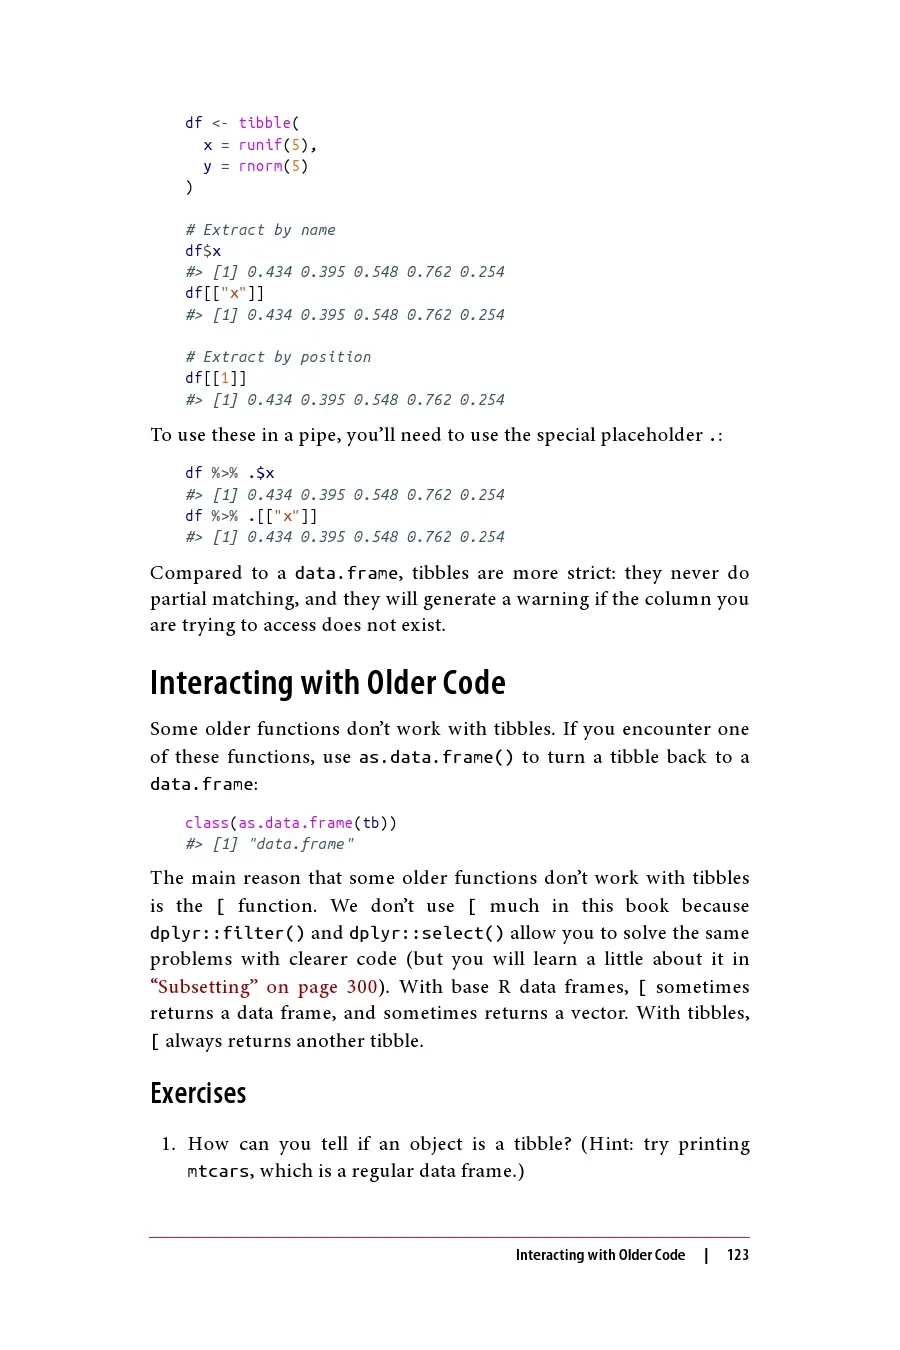 df <- tibble(
  x = runif(5),
  y = rnorm(5)
)
# Extract by name
df$x
#> [1] 0.434 0.395 0.548 0.762 0.254
df[["x"]]
#> [1] 0.434 0.395 0.548 0.762 0.254
# Extract by position
df[[1]]
#> [1] 0.434 0.395 0.548 0.762 0.254
To use these in a pipe, you’ll need to use the special placeholder .:
df %>% .$x
#> [1] 0.434 0.395 0.548 0.762 0.254
df %>% .[["x"]]
#> [1] 0.434 0.395 0.548 0.762 0.254
Compared to a data.frame, tibbles are more strict: they never do
partial matching, and they will generate a warning if the column you
are trying to access does not exist.
Interacting with Older Code
Some older functions don’t work with tibbles. If you encounter one
of these functions, use as.data.frame() to turn a tibble back to a
data.frame:
class(as.data.frame(tb))
#> [1] "data.frame"
The main reason that some older functions don’t work with tibbles
is the [ function. We don’t use [ much in this book because
dplyr::filter() and dplyr::select() allow you to solve the same
problems with clearer code (but you will learn a little about it in
“Subsetting” on page 300). With base R data frames, [ sometimes
returns a data frame, and sometimes returns a vector. With tibbles,
[ always returns another tibble.
Exercises
1. How can you tell if an object is a tibble? (Hint: try printing
mtcars, which is a regular data frame.)
Interacting with Older Code | 123